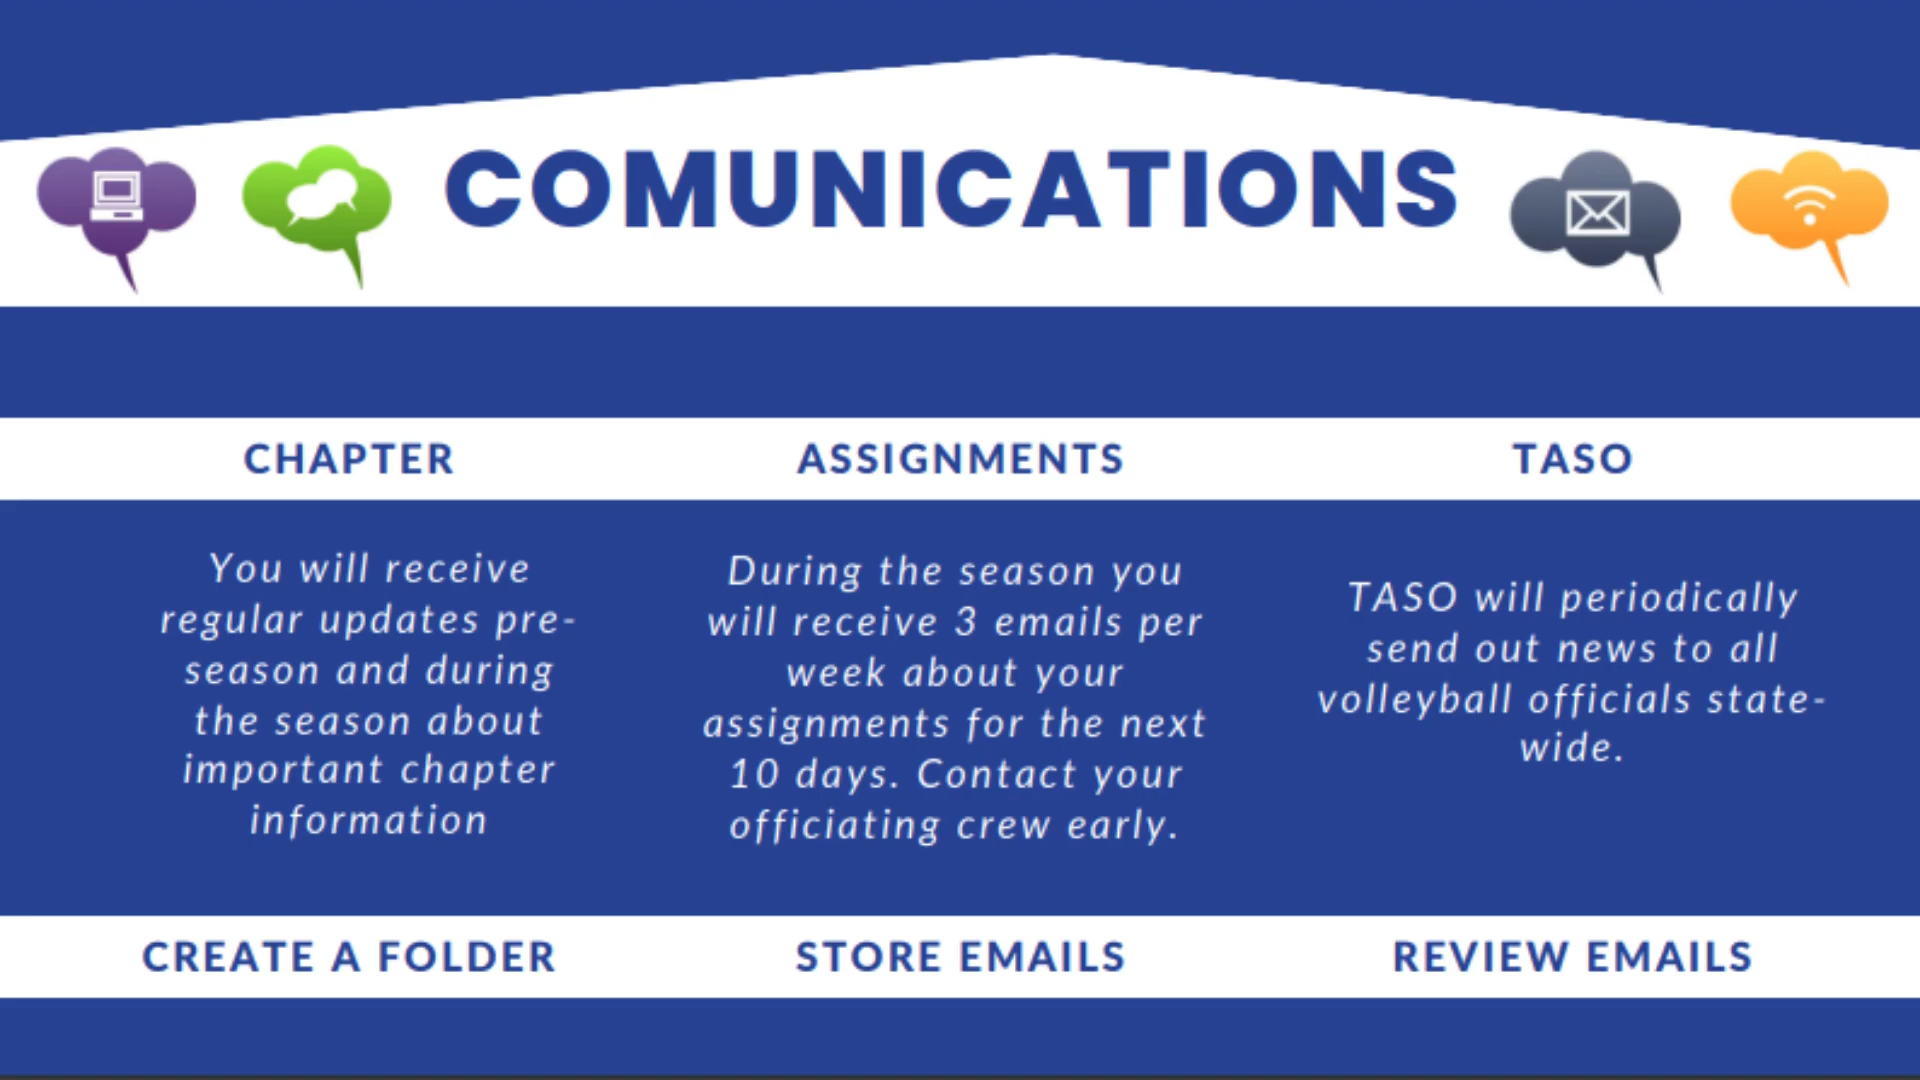 COMUNICATIONS
CHAPTER
ASSIGNMENTS
TASO
You will receive
regular updates pre-
season and during
the season about
important chapter
information
During the season you
will receive 3 emails per
week about your
assignments for the next
10 days. Contact your
officiating crew early.
TASO will periodically
send out news to all
volleyball officials state-
wide.
CREATE A FOLDER
STORE EMAILS
REVIEW EMAILS